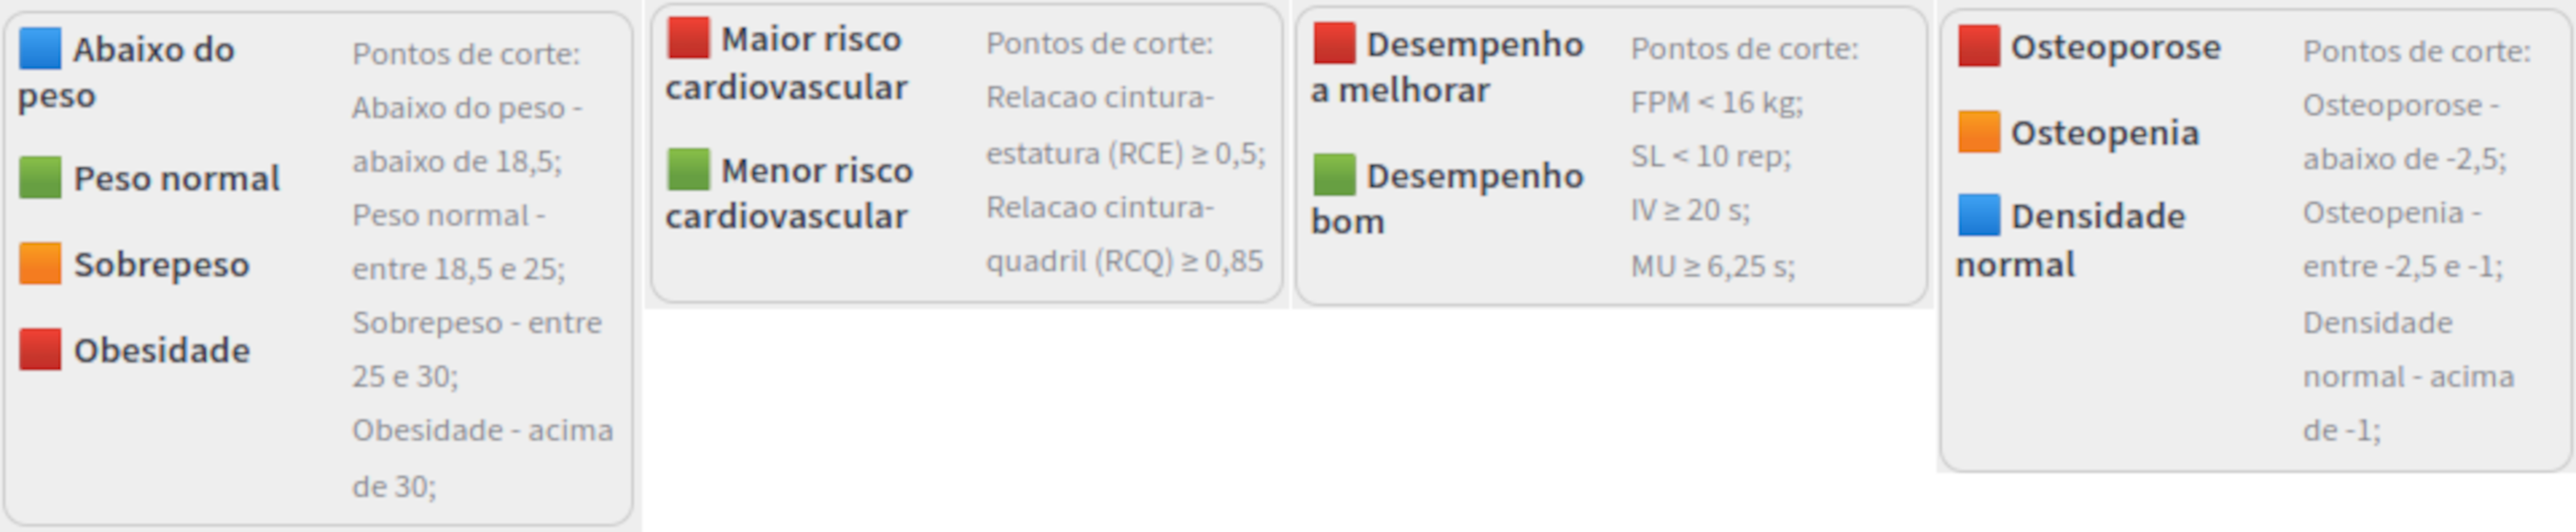 Abaixo do
peso
Peso normal
Sobrepeso
Obesidade
Pontos de corte:
Abaixo do peso -
abaixo de 18,5;
Peso normal -
entre 18,5 e 25;
Sobrepeso - entre
25 e 30;
Obesidade - acima
de 30;
Maior risco
cardiovascular
Menor risco
cardiovascular
Pontos de corte:
Relacao cintura-
estatura (RCE) ≥ 0,5;
Relacao cintura-
quadril (RCQ) ≥ 0,85
Desempenho
a melhorar
Desempenho
bom
Pontos de corte:
FPM < 16 kg;
SL < 10 rep;
IV ≥ 20 s;
MU ≥ 6,25 s;
Osteoporose
Osteopenia
Densidade
normal
Pontos de corte:
Osteoporose -
abaixo de -2,5;
Osteopenia -
entre -2,5 e -1;
Densidade
normal - acima
de -1;